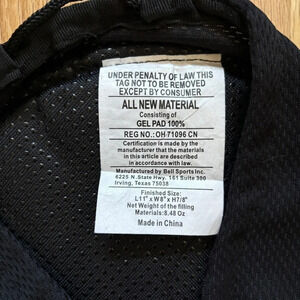 UNDER PENALTY OF LAW THIS
TAG NOT TO BE REMOVED
EXCEPT BY CONSUMER
ALL NEW MATERIAL
Consisting of
GEL PAD 100%
REG NO.:OH-71096 CN
Certification is made by the
manufacturer that the materials
in this article are described
in accordance with law.
Manufactured by Bell Sports Inc.
6225 N.State Hwy. 161 Suite 300
Irving, Texas 75038
Finished Size:
L11" x W8" x H7/8"
Net Weight of the filling
Materials:8.48 Oz
Made in China